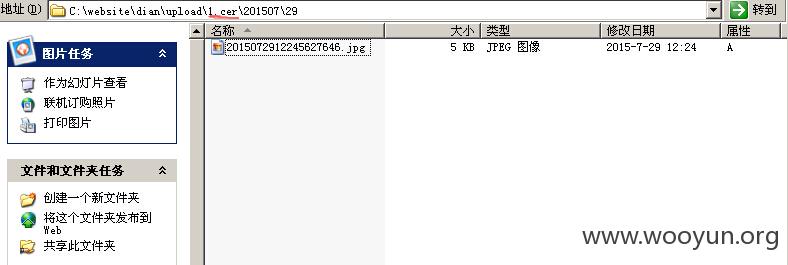 地址(D) C:\website\dian\upload\1.cer\201507\29 转到
名称 大小 类型 修改日期 属性
2015072912245627646.jpg 5 KB JPEG 图像 2015-7-29 12:24 A
图片任务
作为幻灯片查看
联机订购照片
打印图片
文件和文件夹任务
创建一个新文件夹
将这个文件夹发布到
Web
共享此文件夹
www.wooyun.org